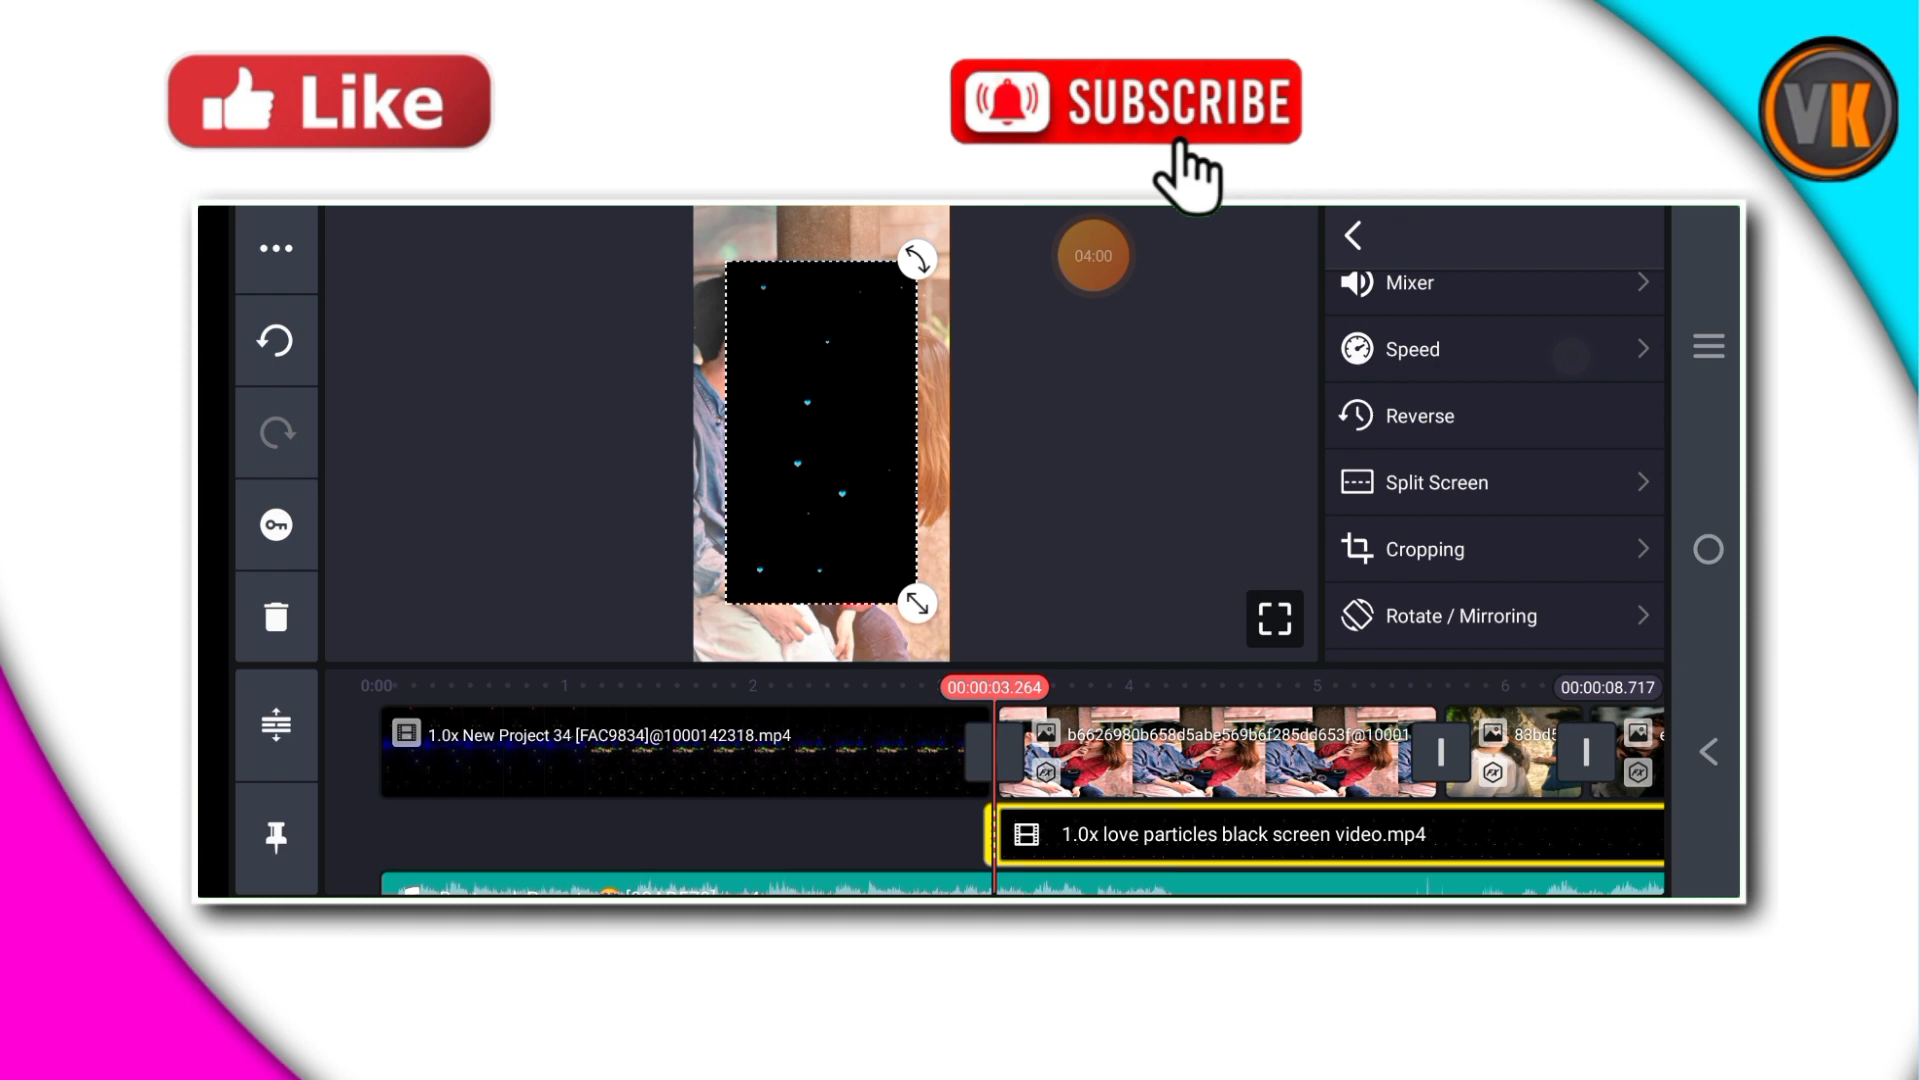 Like
SUBSCRIBE
VK
04:00
Mixer
Speed
Reverse
Split Screen
Cropping
Rotate / Mirroring
0:00
1
2
00:00:03.264
4
5
6
00:00:08.717
1.0x New Project 34 [FAC9834]@1000142318.mp4
b6626980b658d5abe569b6f285dd653f@10001
83bd5
1.0x love particles black screen video.mp4